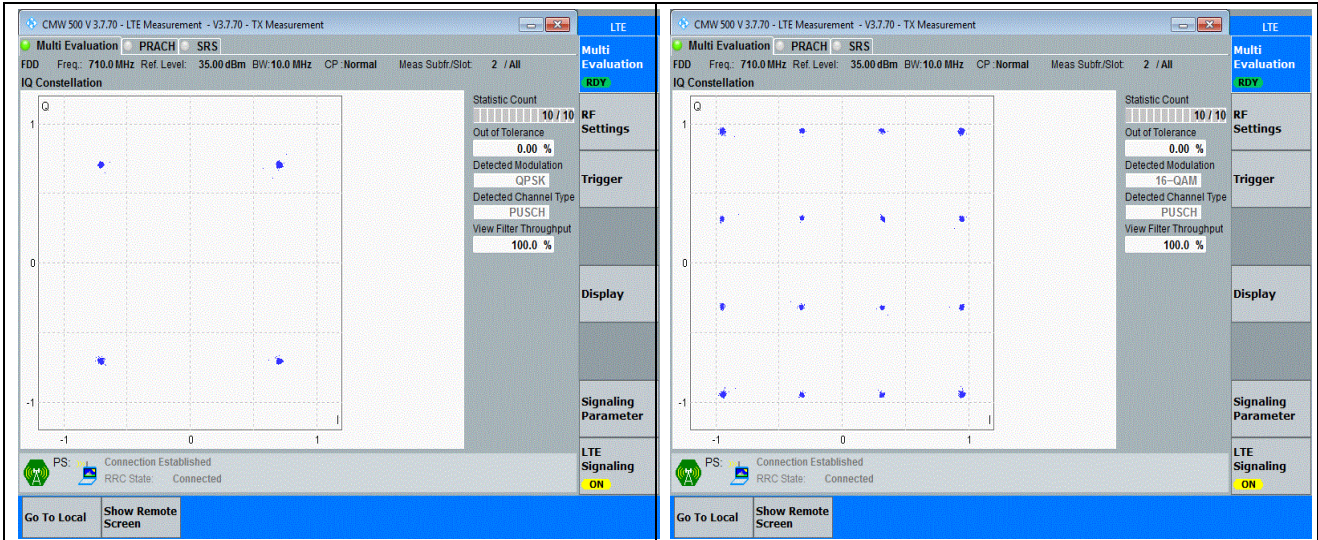 CMW 500 V 3.7.70 - LTE Measurement - V3.7.70 - TX Measurement
LTE
Multi Evaluation PRACH SRS
Multi
Evaluation
RDY
FDD Freq.: 710.0 MHz Ref. Level: 35.00 dBm BW: 10.0 MHz CP : Normal Meas Subfr./Slot: 2 / All
IQ Constellation
Q
1
0
-1
I
-1 0 1
Statistic Count
10 / 10
Out of Tolerance
0.00 %
Detected Modulation
QPSK
Detected Channel Type
PUSCH
View Filter Throughput
100.0 %
RF
Settings
Trigger
Display
Signaling
Parameter
LTE
Signaling
ON
PS: Connection Established
RRC State: Connected
Go To Local
Show Remote
Screen
CMW 500 V 3.7.70 - LTE Measurement - V3.7.70 - TX Measurement
LTE
Multi Evaluation PRACH SRS
Multi
Evaluation
RDY
FDD Freq.: 710.0 MHz Ref. Level: 35.00 dBm BW: 10.0 MHz CP : Normal Meas Subfr./Slot: 2 / All
IQ Constellation
Q
1
0
-1
I
-1 0 1
Statistic Count
10 / 10
Out of Tolerance
0.00 %
Detected Modulation
16-QAM
Detected Channel Type
PUSCH
View Filter Throughput
100.0 %
RF
Settings
Trigger
Display
Signaling
Parameter
LTE
Signaling
ON
PS: Connection Established
RRC State: Connected
Go To Local
Show Remote
Screen